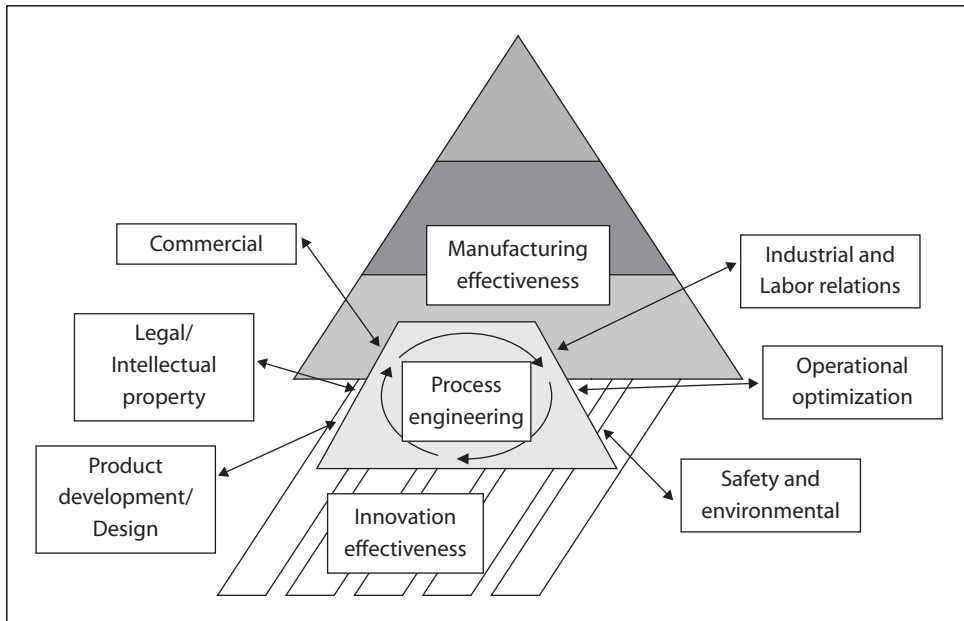 Commercial
Manufacturing
effectiveness
Industrial and
Labor relations
Legal/
Intellectual
property
Process
engineering
Operational
optimization
Product
development/
Design
Innovation
effectiveness
Safety and
environmental